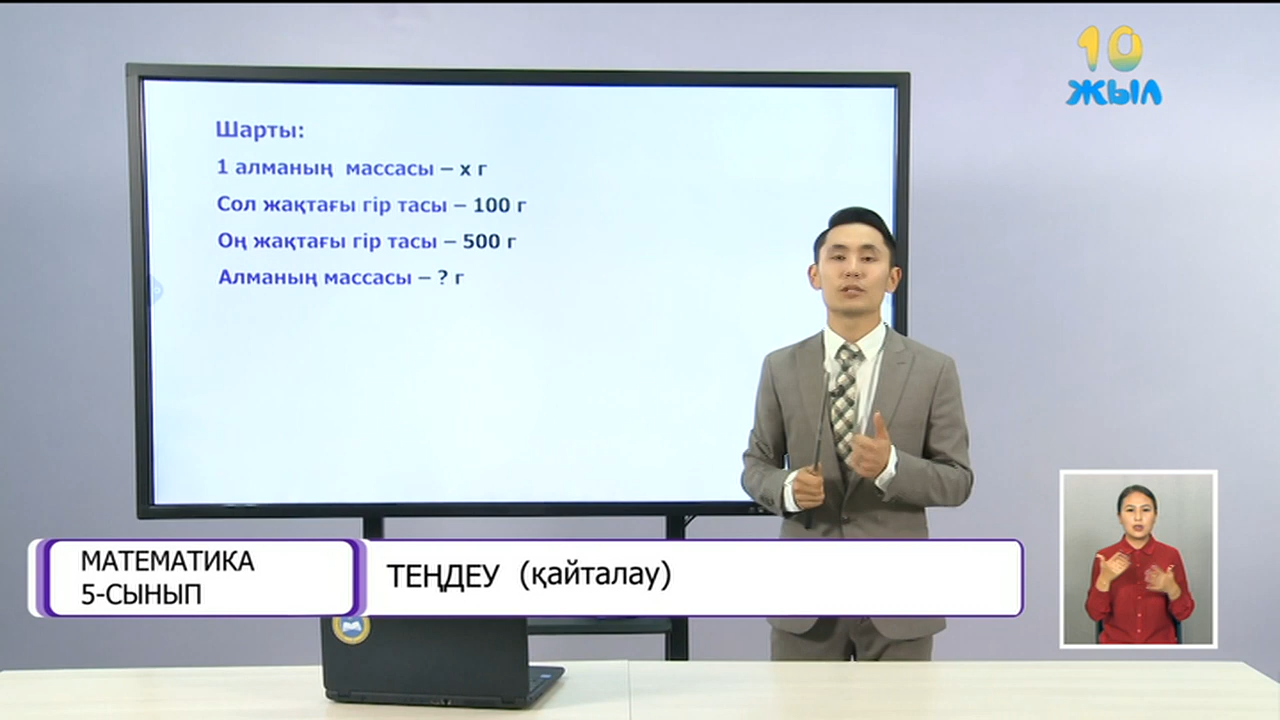 10
ЖЫЛ
Шарты:
1 алманың массасы – х г
Сол жақтағы гір тасы – 100 г
Оң жақтағы гір тасы – 500 г
Алманың массасы – ? г
МАТЕМАТИКА
5-СЫНЫП
ТЕҢДЕУ (қайталау)